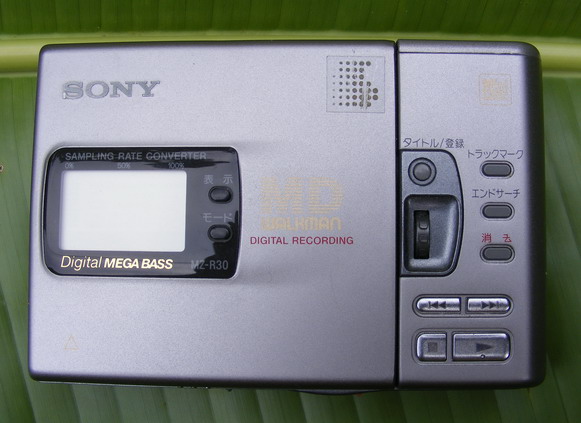 SONY
SAMPLING RATE CONVERTER
0% 50% 100%
表示
モード
Digital MEGA BASS MZ-R30
MD
WALKMAN
DIGITAL RECORDING
タイトル/登録
トラックマーク
エンドサーチ
消去